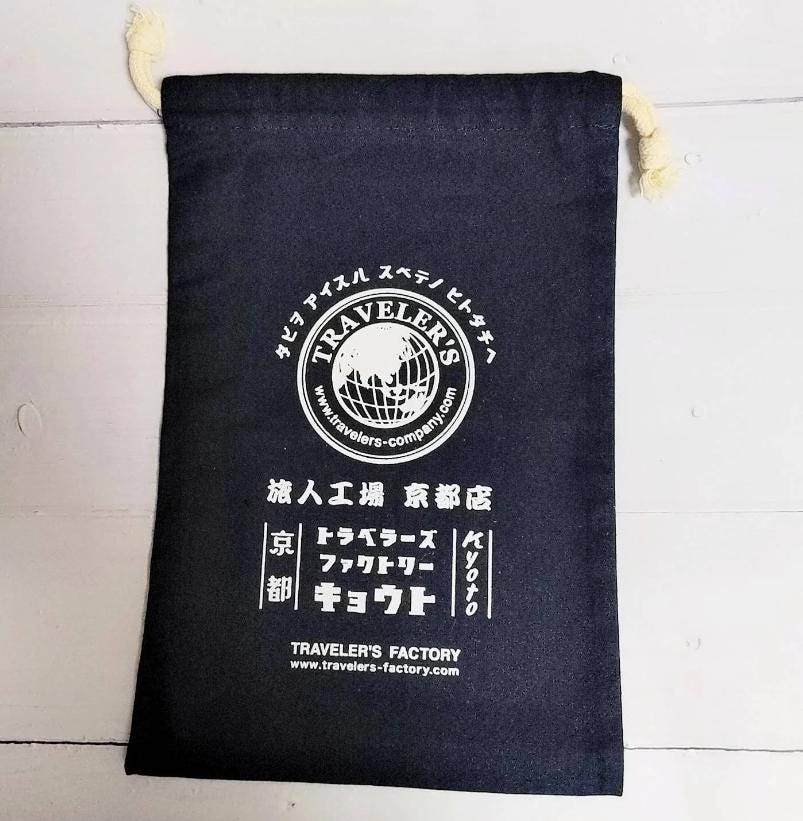 タビヲ アイスル スベテノ ヒトタチヘ
TRAVELER'S
www.travelers-company.com
旅人工場 京都店
京都
トラベラーズ
ファクトリー
キョウト
Kyoto
TRAVELER'S FACTORY
www.travelers-factory.com